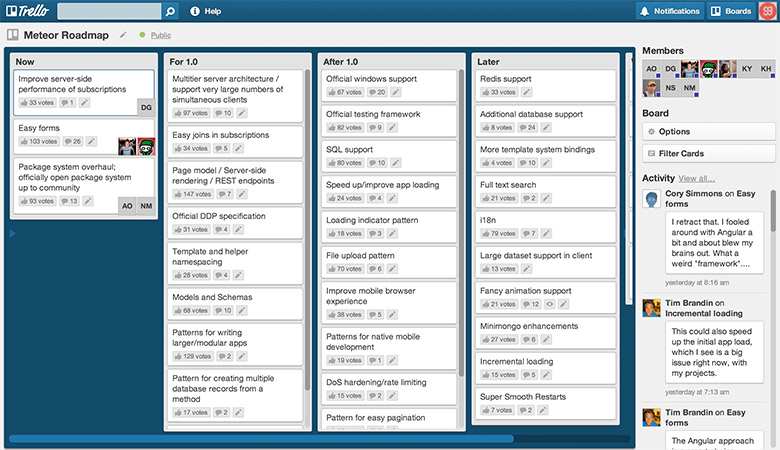 Trello
Help
Notifications
Boards
Meteor Roadmap
Public
Now
Improve server-side
performance of subscriptions
33 votes 1
DG
Easy forms
103 votes 26
Package system overhaul;
officially open package system
up to community
93 votes 13
AO NM
For 1.0
Multitier server architecture /
support very large numbers of
simultaneous clients
97 votes 10
Easy joins in subscriptions
34 votes 5
Page model / Server-side
rendering / REST endpoints
147 votes 7
Official DDP specification
31 votes 4
Template and helper
namespacing
28 votes 4
Models and Schemas
68 votes 10
Patterns for writing
larger/modular apps
129 votes 2
Pattern for creating multiple
database records from a
method
17 votes 2
After 1.0
Official windows support
67 votes 20
Official testing framework
82 votes 9
SQL support
80 votes 10
Speed up/improve app loading
24 votes 4
Loading indicator pattern
18 votes 3
File upload pattern
70 votes 6
Improve mobile browser
experience
38 votes 5
Patterns for native mobile
development
19 votes 1
DoS hardening/rate limiting
15 votes 2
Pattern for easy pagination
Later
Redis support
33 votes
Additional database support
8 votes 24
More template system bindings
4 votes 10
Full text search
21 votes 2
i18n
79 votes 7
Large dataset support in client
13 votes
Fancy animation support
21 votes 12
Minimongo enhancements
27 votes 6
Incremental loading
15 votes 5
Super Smooth Restarts
7 votes 2
Members
AO DG KY KH
NS NM
Board
Options
Filter Cards
Activity View all...
Cory Simmons on Easy
forms
I retract that. I fooled
around with Angular a
bit and about blew my
brains out. What a
weird "framework"....
yesterday at 8:16 am
Tim Brandin on
Incremental loading
This could also speed
up the initial app load,
which I see is a big
issue right now, with
my projects.
yesterday at 7:13 am
Tim Brandin on Easy
forms
The Angular approach